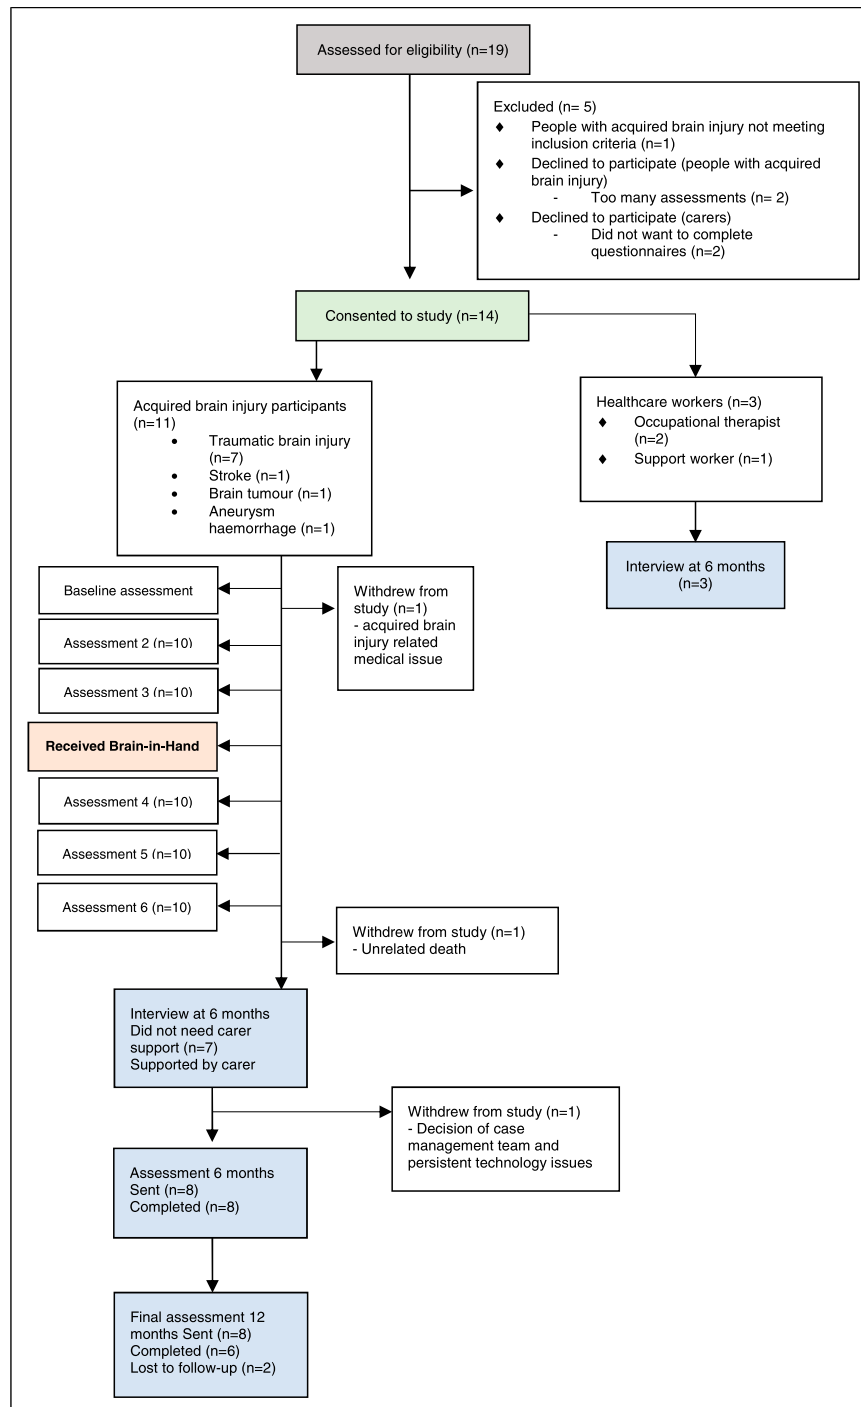 Assessed for eligibility (n=19)
Excluded (n= 5)
♦ People with acquired brain injury not meeting
inclusion criteria (n=1)
♦ Declined to participate (people with acquired
brain injury)
- Too many assessments (n= 2)
♦ Declined to participate (carers)
- Did not want to complete
questionnaires (n=2)
Consented to study (n=14)
Acquired brain injury participants
(n=11)
• Traumatic brain injury
(n=7)
• Stroke (n=1)
• Brain tumour (n=1)
• Aneurysm
haemorrhage (n=1)
Healthcare workers (n=3)
♦ Occupational therapist
(n=2)
♦ Support worker (n=1)
Interview at 6 months
(n=3)
Baseline assessment
Withdrew from
study (n=1)
- acquired brain
injury related
medical issue
Assessment 2 (n=10)
Assessment 3 (n=10)
Received Brain-in-Hand
Assessment 4 (n=10)
Assessment 5 (n=10)
Assessment 6 (n=10)
Withdrew from study (n=1)
- Unrelated death
Interview at 6 months
Did not need carer
support (n=7)
Supported by carer
Withdrew from study (n=1)
- Decision of case
management team and
persistent technology issues
Assessment 6 months
Sent (n=8)
Completed (n=8)
Final assessment 12
months Sent (n=8)
Completed (n=6)
Lost to follow-up (n=2)